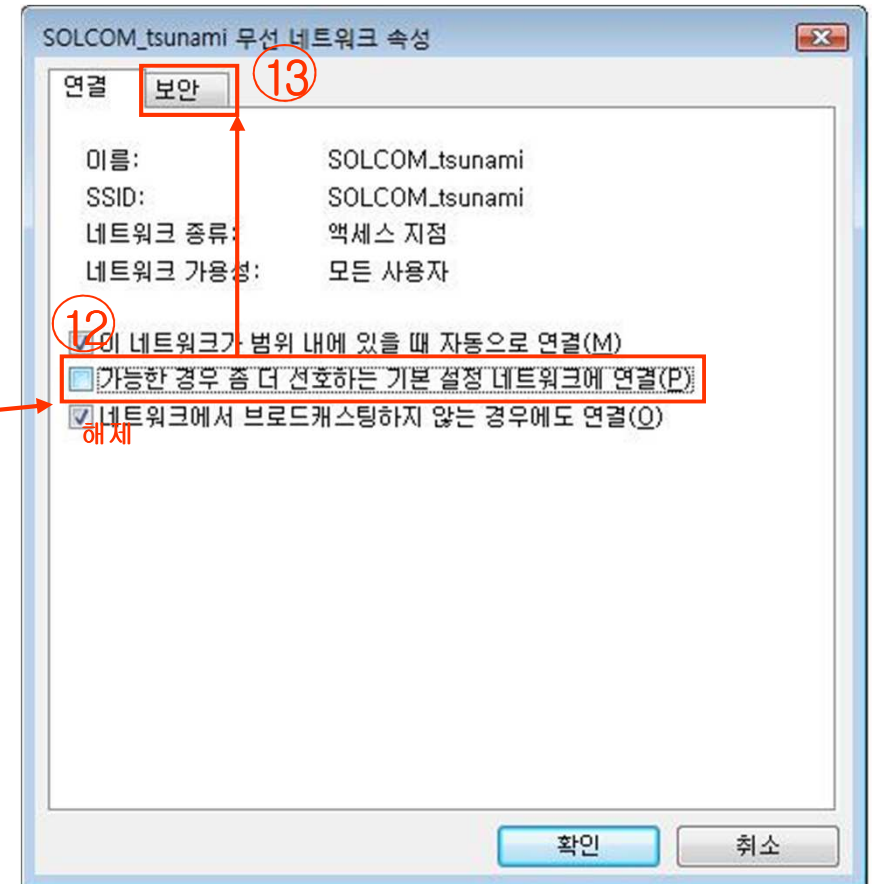 SOLCOM_tsunami 무선 네트워크 속성
연결 보안 ⑬
이름: SOLCOM_tsunami
SSID: SOLCOM_tsunami
네트워크 종류: 액세스 지점
네트워크 가용성: 모든 사용자
⑫
이 네트워크가 범위 내에 있을 때 자동으로 연결(M)
가능한 경우 좀 더 선호하는 기본 설정 네트워크에 연결(P)
네트워크에서 브로드캐스팅하지 않는 경우에도 연결(O)
해제
확인 취소